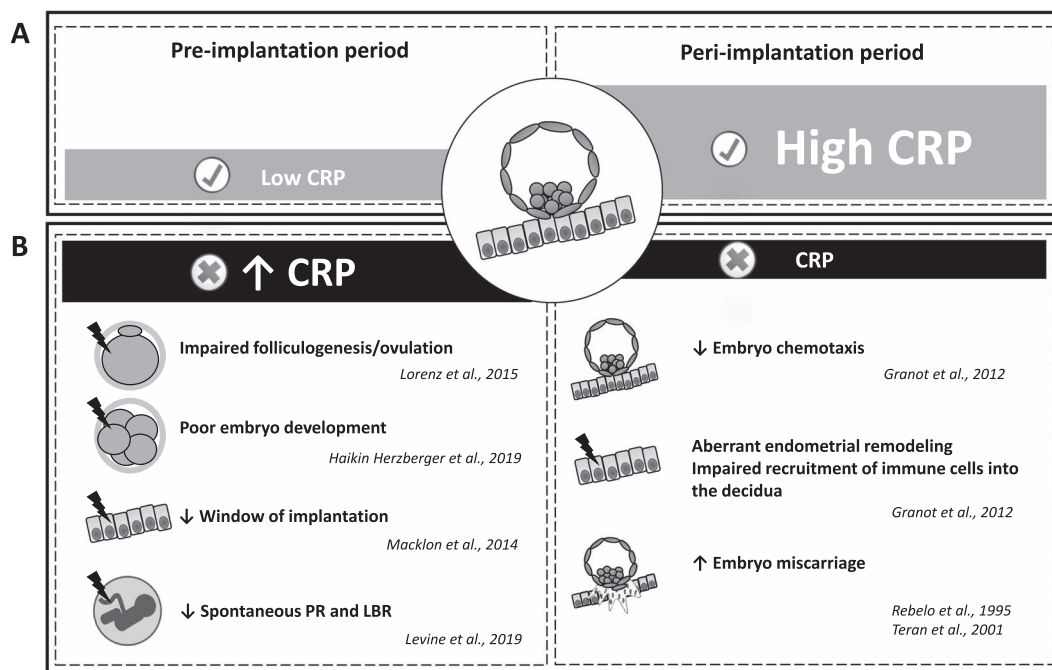 A
Pre-implantation period
Low CRP
Peri-implantation period
High CRP
B
↑ CRP
Impaired folliculogenesis/ovulation
Lorenz et al., 2015
Poor embryo development
Haikin Herzberger et al., 2019
↓ Window of implantation
Macklon et al., 2014
↓ Spontaneous PR and LBR
Levine et al., 2019
CRP
↓ Embryo chemotaxis
Granot et al., 2012
Aberrant endometrial remodeling
Impaired recruitment of immune cells into
the decidua
Granot et al., 2012
↑ Embryo miscarriage
Rebelo et al., 1995
Teran et al., 2001